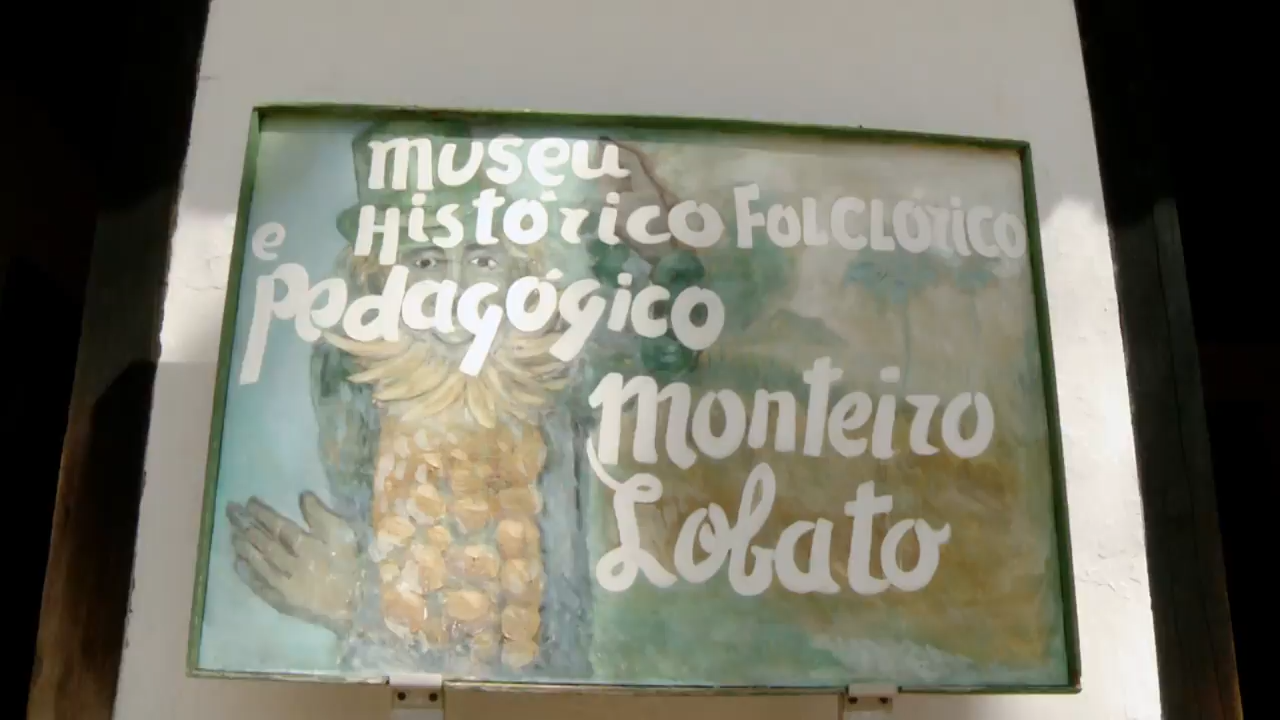 museu
Histórico Folclórico
e
Pedagógico
Monteiro
Lobato